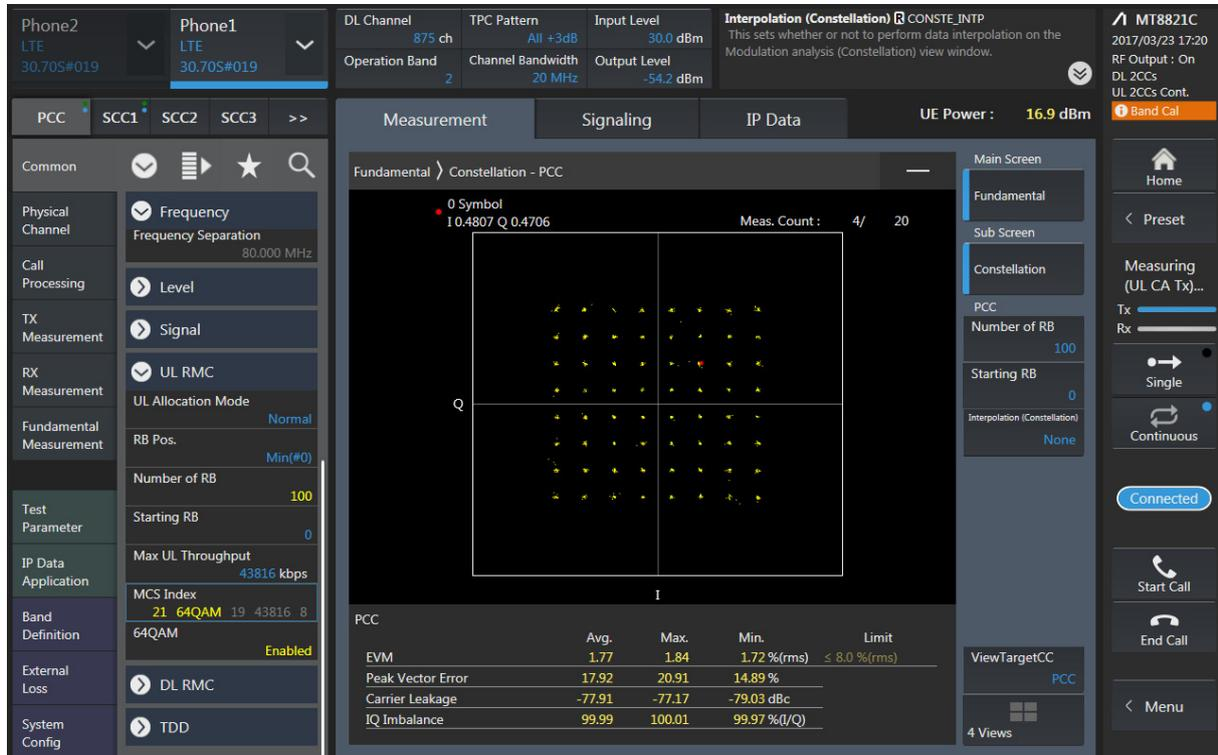 Phone2
LTE
30.70S#019
Phone1
LTE
30.70S#019
DL Channel
875 ch
TPC Pattern
All +3dB
Input Level
30.0 dBm
Operation Band
2
Channel Bandwidth
20 MHz
Output Level
-54.2 dBm
Interpolation (Constellation) R CONSTE_INTP
This sets whether or not to perform data interpolation on the
Modulation analysis (Constellation) view window.
MT8821C
2017/03/23 17:20
RF Output : On
DL 2CCs
UL 2CCs Cont.
Band Cal
PCC
SCC1
SCC2
SCC3
>>
Measurement
Signaling
IP Data
UE Power : 16.9 dBm
Common
Physical
Channel
Call
Processing
TX
Measurement
RX
Measurement
Fundamental
Measurement
Test
Parameter
IP Data
Application
Band
Definition
External
Loss
System
Config
Frequency
Frequency Separation
80.000 MHz
Level
Signal
UL RMC
UL Allocation Mode
Normal
RB Pos.
Min(#0)
Number of RB
100
Starting RB
0
Max UL Throughput
43816 kbps
MCS Index
21 64QAM 19 43816 8
64QAM
Enabled
DL RMC
TDD
Fundamental 〉 Constellation - PCC
0 Symbol
I 0.4807 Q 0.4706
Meas. Count : 4/ 20
Q
I
PCC
Avg. Max. Min. Limit
EVM 1.77 1.84 1.72 %(rms) ≤ 8.0 %(rms)
Peak Vector Error 17.92 20.91 14.89 %
Carrier Leakage -77.91 -77.17 -79.03 dBc
IQ Imbalance 99.99 100.01 99.97 %(I/Q)
Main Screen
Fundamental
Sub Screen
Constellation
PCC
Number of RB
100
Starting RB
0
Interpolation (Constellation)
None
ViewTargetCC
PCC
4 Views
Home
< Preset
Measuring
(UL CA Tx)...
Tx
Rx
Single
Continuous
Connected
Start Call
End Call
< Menu